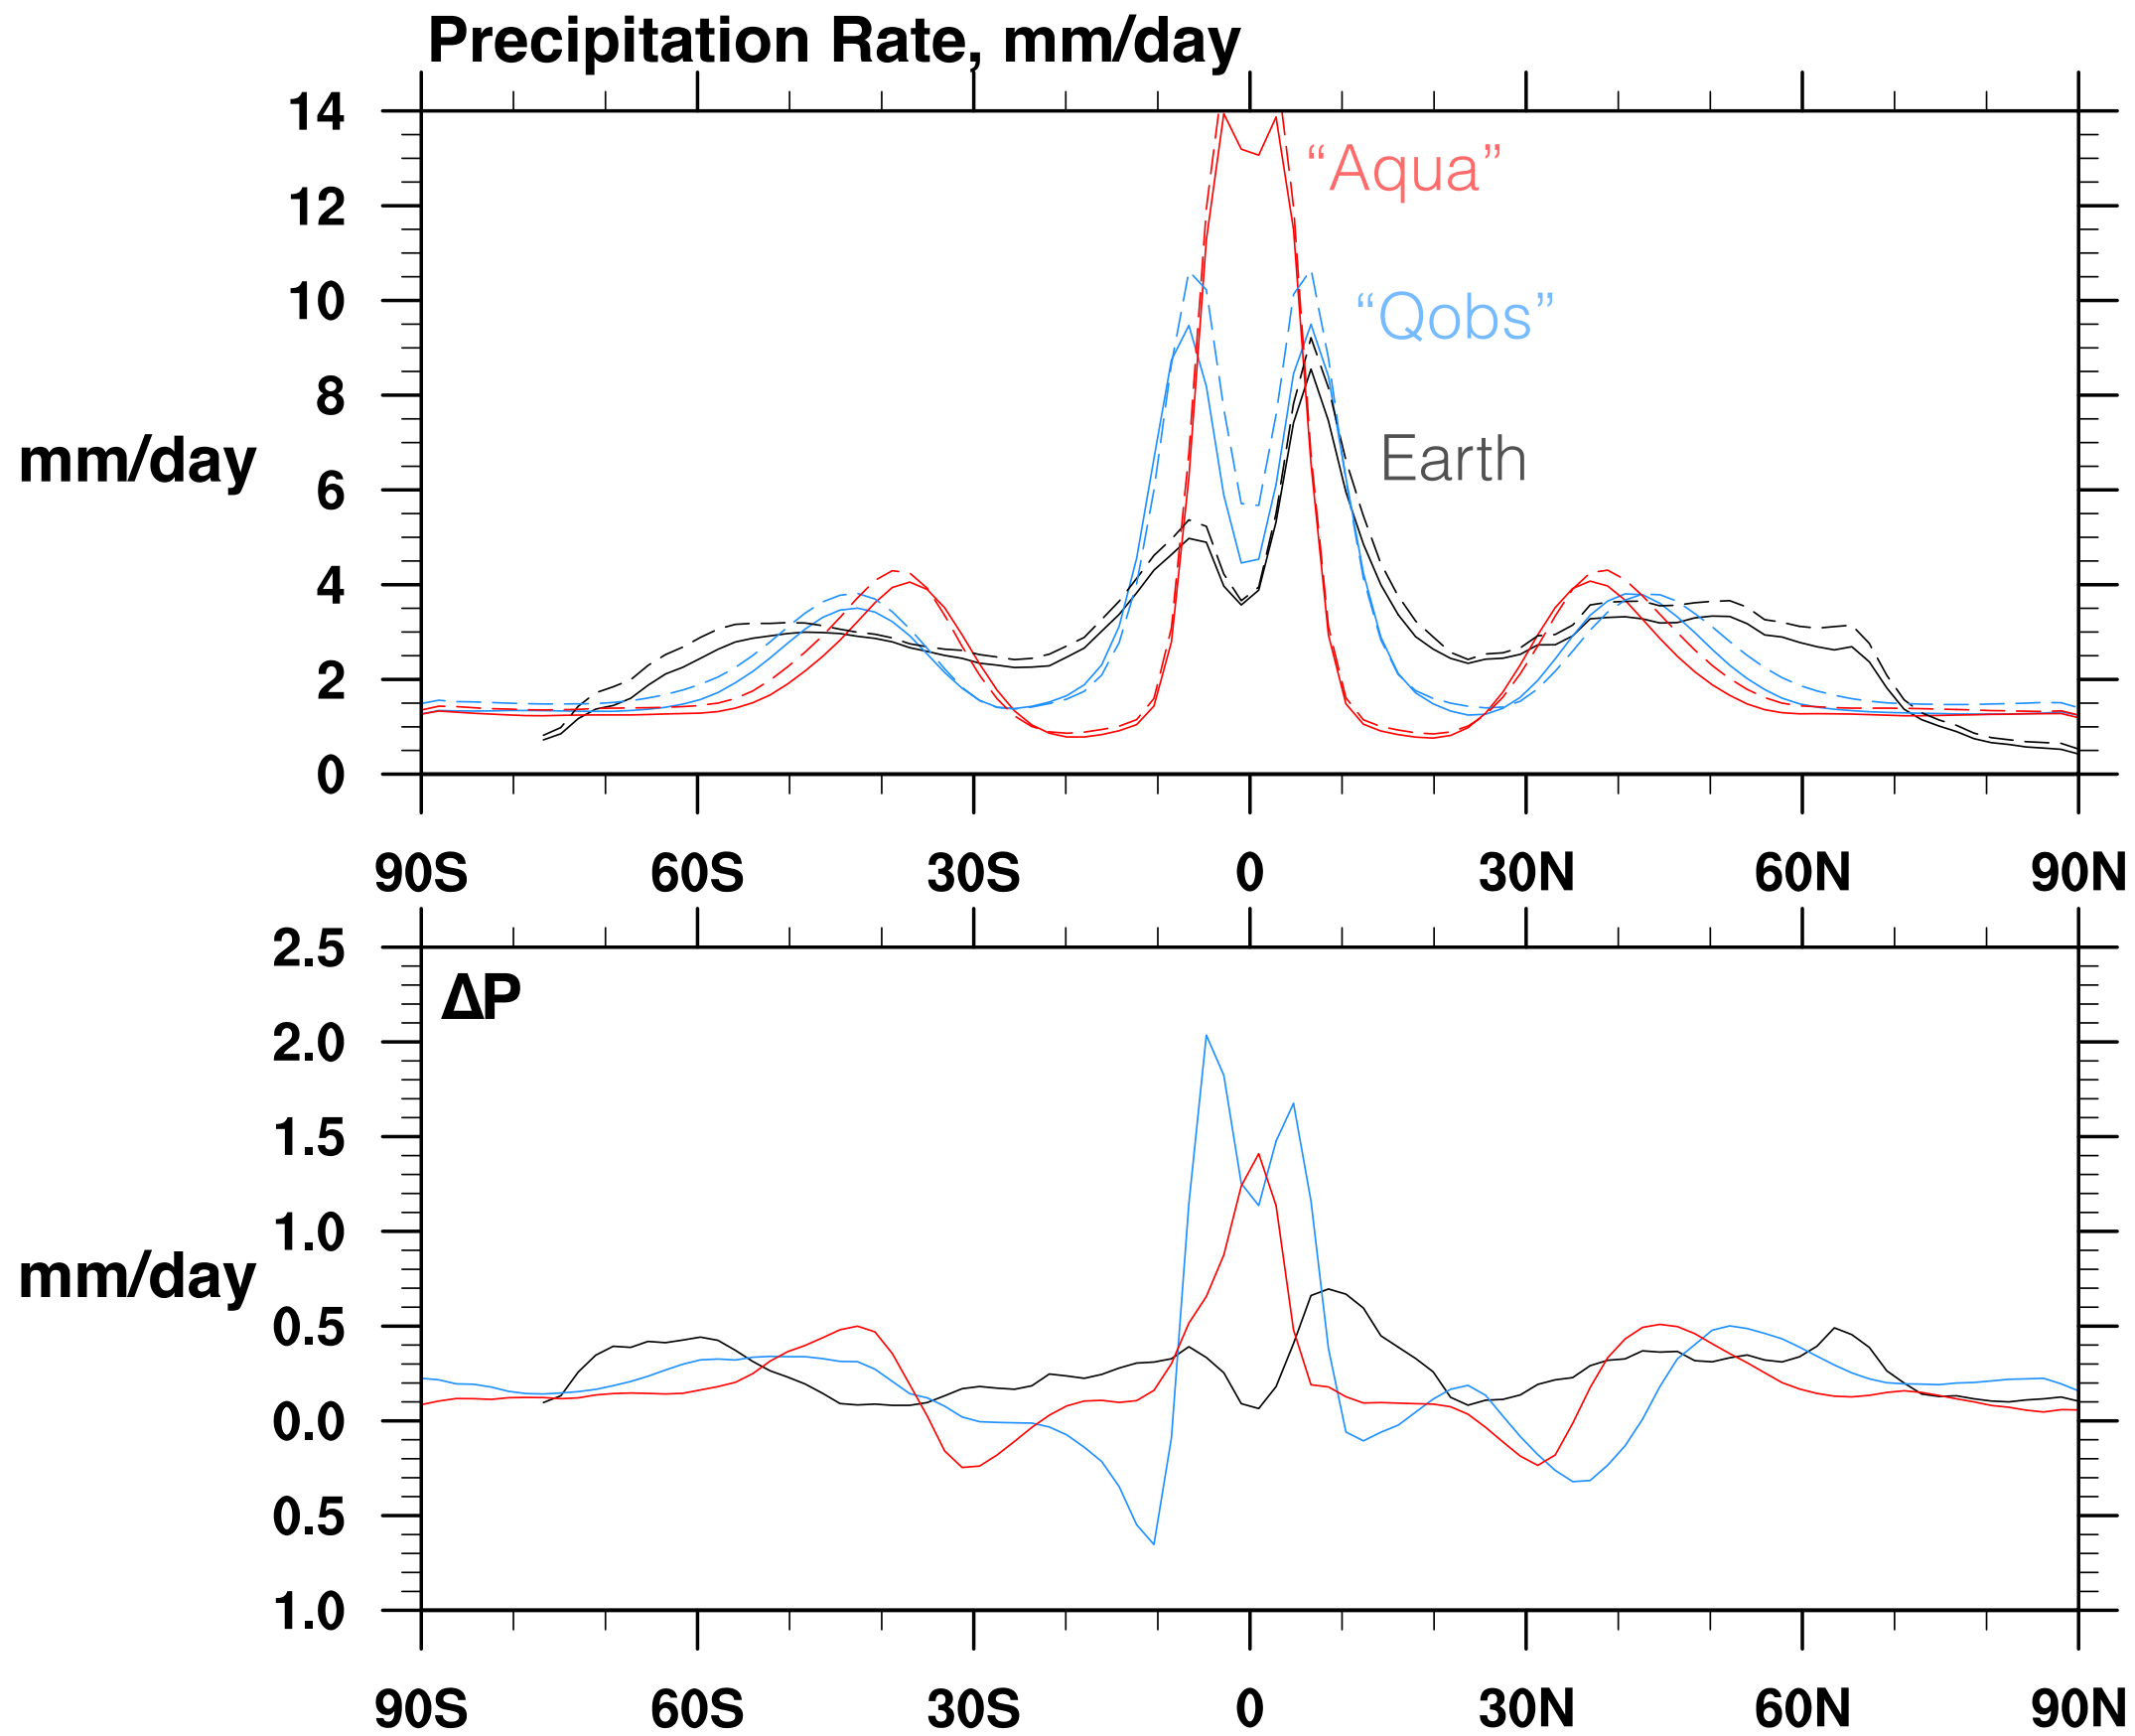 Precipitation Rate, mm/day
14
12
10
8
6
4
2
0
mm/day
“Aqua”
“Qobs”
Earth
90S 60S 30S 0 30N 60N 90N
2.5
2.0
1.5
1.0
0.5
0.0
0.5
1.0
mm/day
ΔP
90S 60S 30S 0 30N 60N 90N